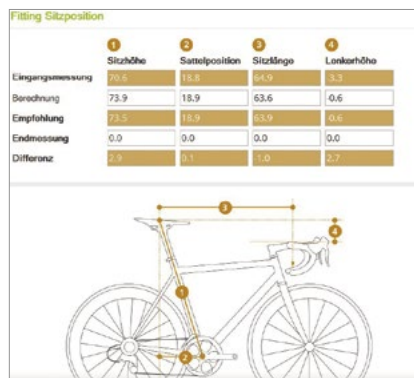 Fitting Sitzposition
1 2 3 4
Sitzhöhe Sattelposition Sitzlänge Lenkerhöhe
Eingangsmessung 70.6 18.8 64.9 -3.3
Berechnung 73.9 18.9 63.6 -0.6
Empfehlung 73.5 18.9 63.9 -0.6
Endmessung 0.0 0.0 0.0 0.0
Differenz 2.9 0.1 -1.0 2.7
3
4
1
2